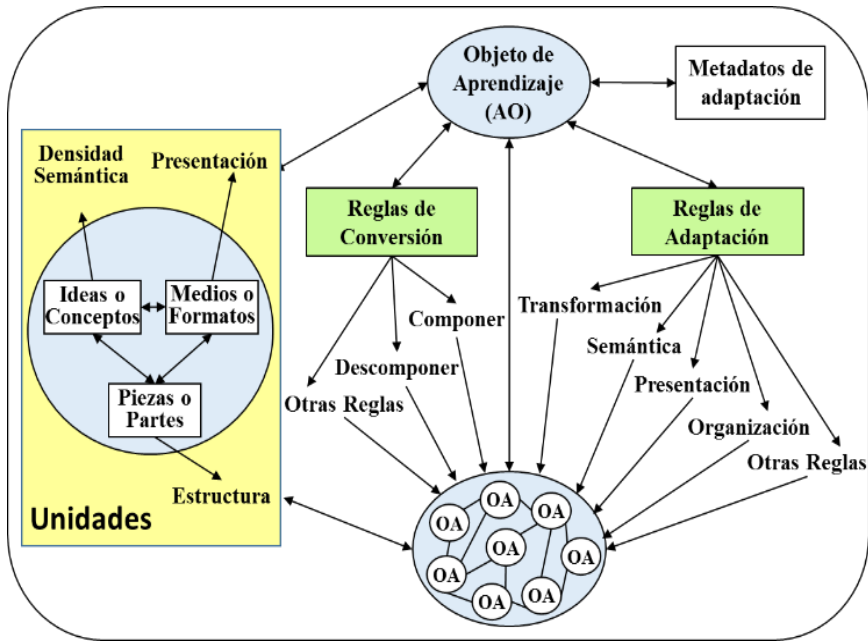 Objeto de
Aprendizaje
(AO)
Metadatos de
adaptación
Densidad
Semántica
Presentación
Ideas o
Conceptos
Medios o
Formatos
Piezas o
Partes
Estructura
Unidades
Reglas de
Conversión
Componer
Descomponer
Otras Reglas
Reglas de
Adaptación
Transformación
Semántica
Presentación
Organización
Otras Reglas
OA
OA
OA
OA
OA
OA
OA
OA